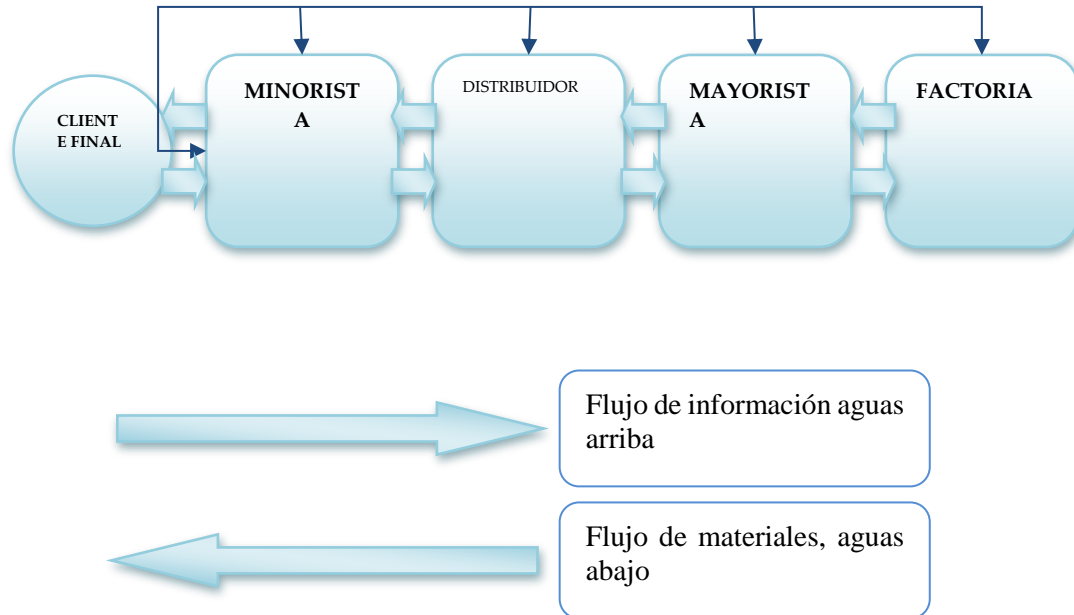 CLIENT
E FINAL
MINORIST
A
DISTRIBUIDOR
MAYORIST
A
FACTORIA
Flujo de información aguas
arriba
Flujo de materiales, aguas
abajo